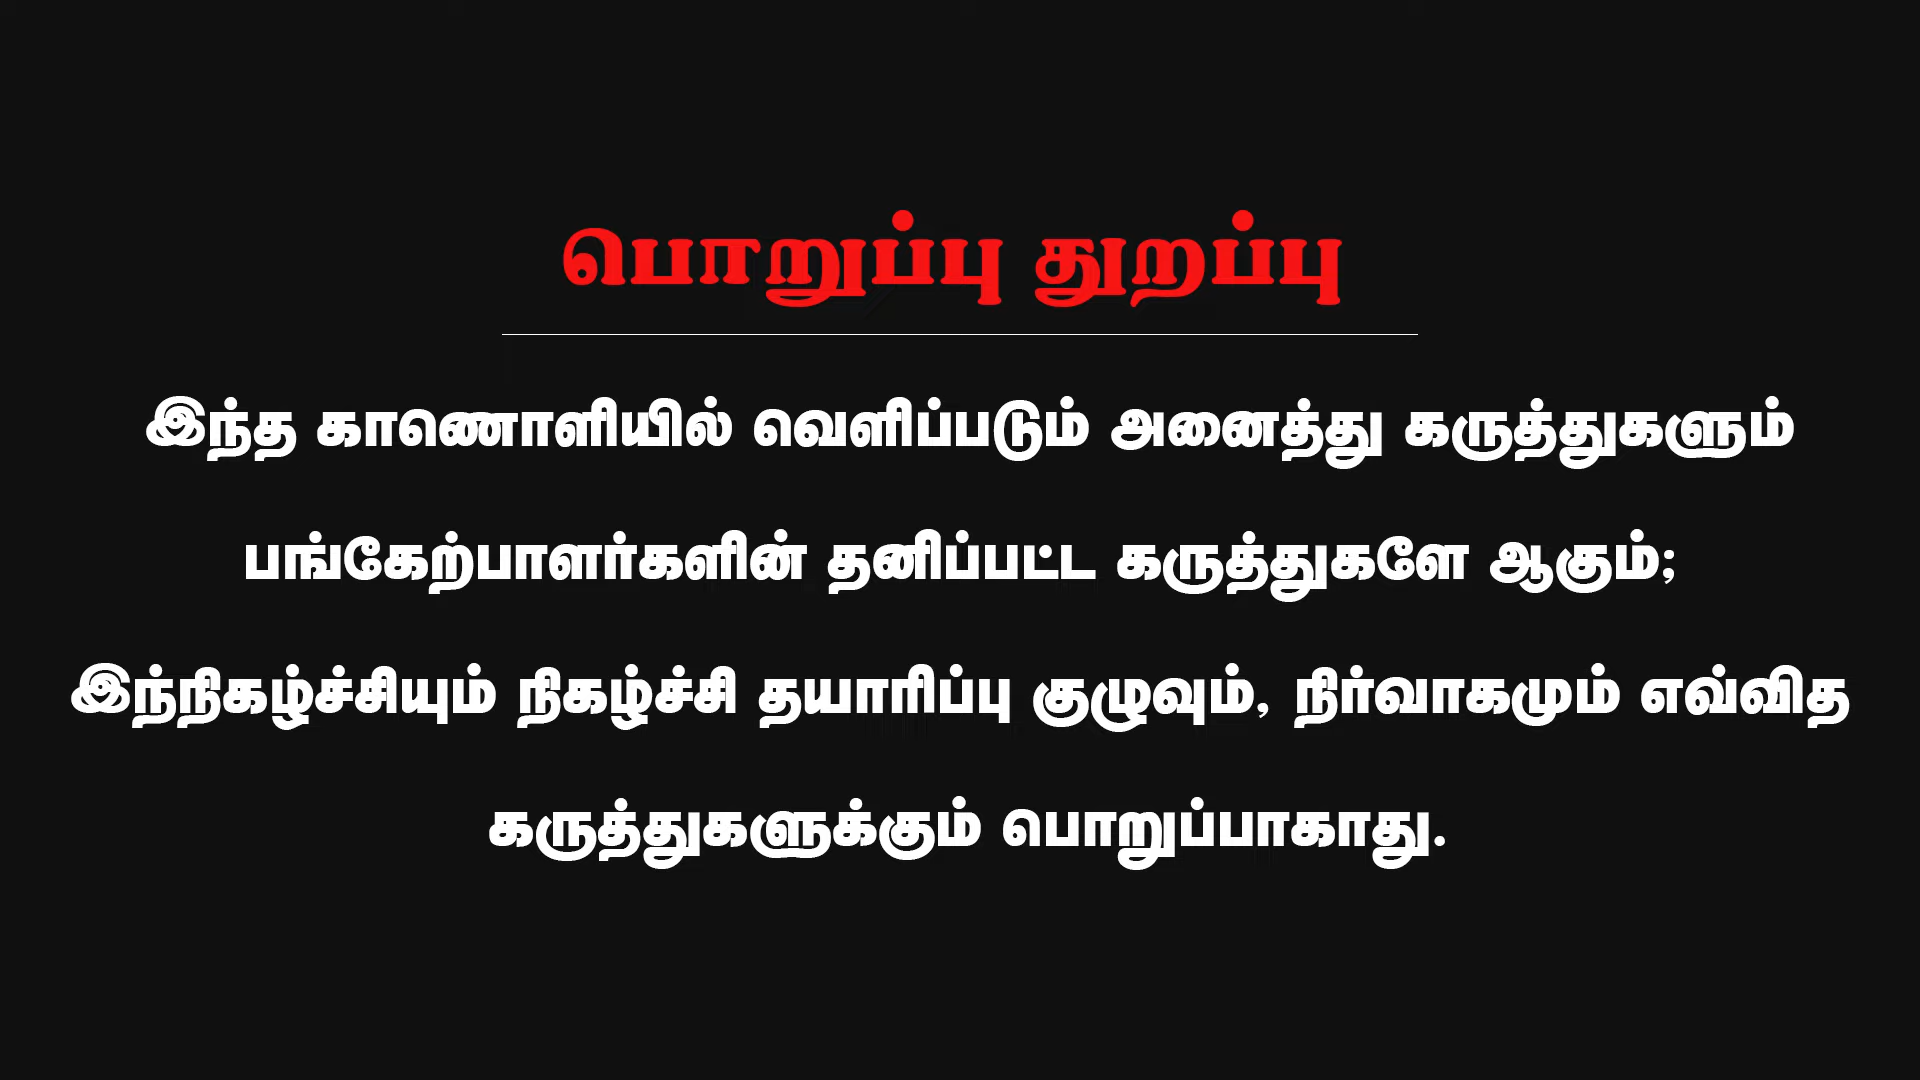 பொறுப்பு துறப்பு
இந்த காணொளியில் வெளிப்படும் அனைத்து கருத்துகளும்
பங்கேற்பாளர்களின் தனிப்பட்ட கருத்துகளே ஆகும்;
இந்நிகழ்ச்சியும் நிகழ்ச்சி தயாரிப்பு குழுவும், நிர்வாகமும் எவ்வித
கருத்துகளுக்கும் பொறுப்பாகாது.